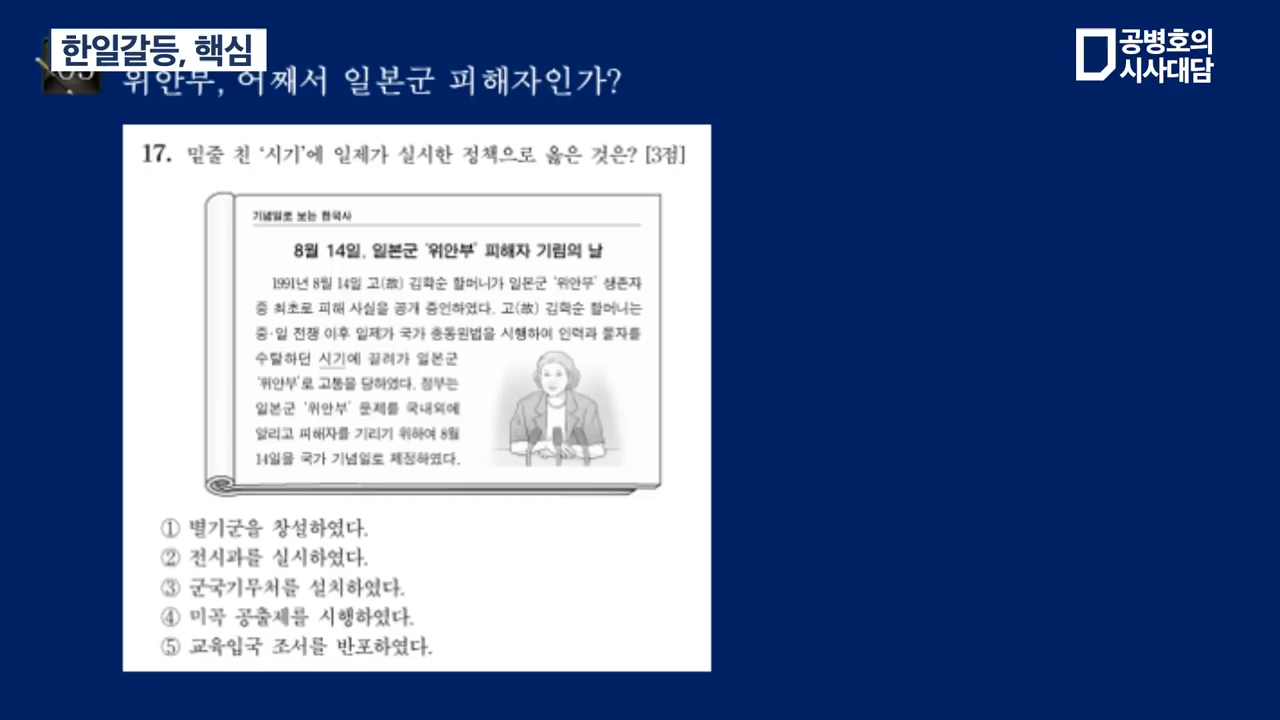 한일갈등, 핵심
공병호의
시사대담
위안부, 어째서 일본군 피해자인가?
17. 밑줄 친 ‘시기’에 일제가 실시한 정책으로 옳은 것은? [3점]
기념일로 보는 한국사
8월 14일, 일본군 ‘위안부’ 피해자 기림의 날
1991년 8월 14일 고(故) 김학순 할머니가 일본군 ‘위안부’ 생존자
중 최초로 피해 사실을 공개 증언하였다. 고(故) 김학순 할머니는
중·일 전쟁 이후 일제가 국가 총동원법을 시행하여 인력과 물자를
수탈하던 시기에 끌려가 일본군
‘위안부’로 고통을 당하였다. 정부는
일본군 ‘위안부’ 문제를 국내외에
알리고 피해자를 기리기 위하여 8월
14일을 국가 기념일로 제정하였다.
① 별기군을 창설하였다.
② 전시과를 실시하였다.
③ 군국기무처를 설치하였다.
④ 미곡 공출제를 시행하였다.
⑤ 교육입국 조서를 반포하였다.